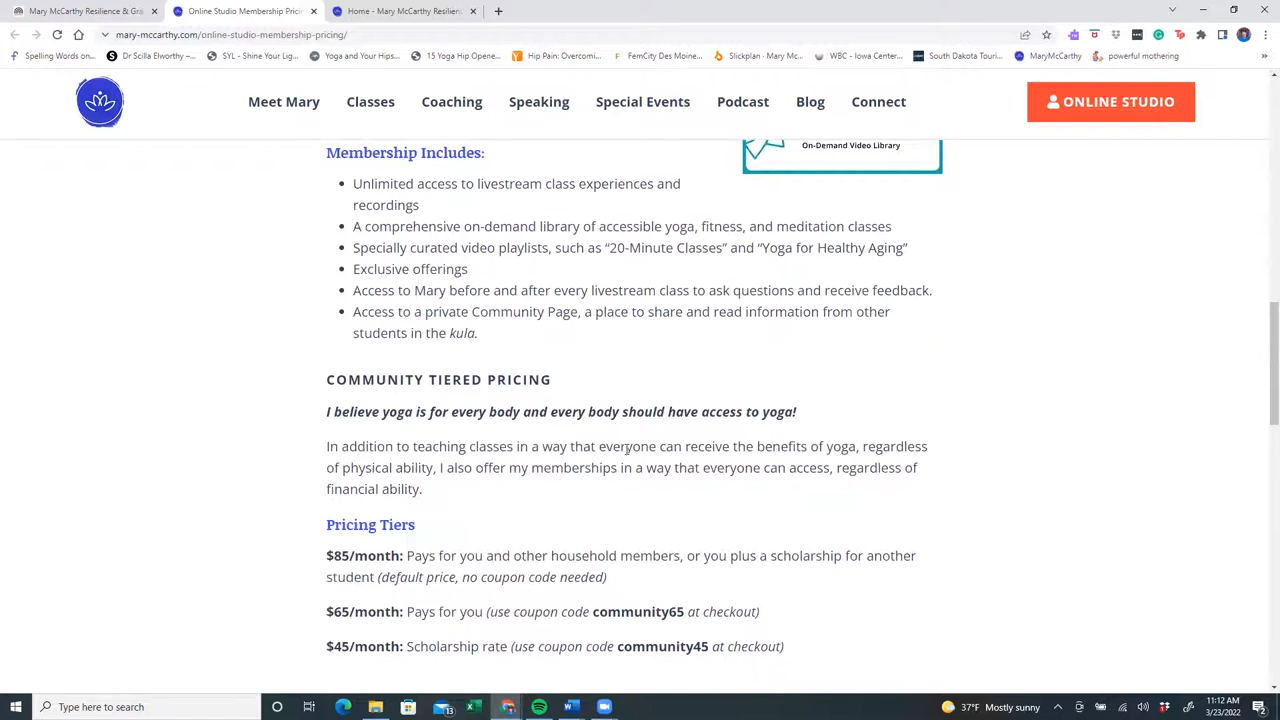 Mary McCarthy Resilience & Gra
Online Studio Membership Pricing
Home - Mary McCarthy Resilien
mary-mccarthy.com/online-studio-membership-pricing/
Spelling Words on...
Dr Scilla Elworthy –...
SYL - Shine Your Lig...
Yoga and Your Hips...
15 Yoga Hip Opene...
Hip Pain: Overcomi...
FemCity Des Moine...
Slickplan - Mary Mc...
WBC - Iowa Center...
South Dakota Touri...
MaryMcCarthy
powerful mothering
Meet Mary
Classes
Coaching
Speaking
Special Events
Podcast
Blog
Connect
ONLINE STUDIO
On-Demand Video Library
Membership Includes:
Unlimited access to livestream class experiences and
recordings
A comprehensive on-demand library of accessible yoga, fitness, and meditation classes
Specially curated video playlists, such as “20-Minute Classes” and “Yoga for Healthy Aging”
Exclusive offerings
Access to Mary before and after every livestream class to ask questions and receive feedback.
Access to a private Community Page, a place to share and read information from other
students in the kula.
COMMUNITY TIERED PRICING
I believe yoga is for every body and every body should have access to yoga!
In addition to teaching classes in a way that everyone can receive the benefits of yoga, regardless
of physical ability, I also offer my memberships in a way that everyone can access, regardless of
financial ability.
Pricing Tiers
$85/month: Pays for you and other household members, or you plus a scholarship for another
student (default price, no coupon code needed)
$65/month: Pays for you (use coupon code community65 at checkout)
$45/month: Scholarship rate (use coupon code community45 at checkout)
Type here to search
13
37°F Mostly sunny
11:12 AM
3/23/2022
2